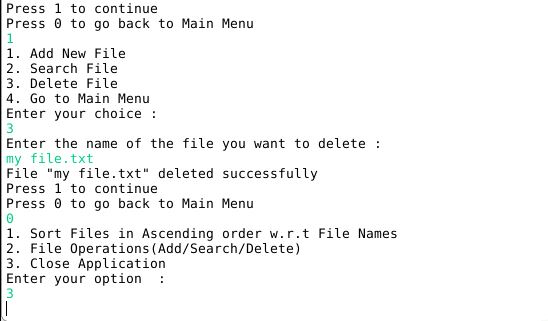 Press 1 to continue
Press 0 to go back to Main Menu
1
1. Add New File
2. Search File
3. Delete File
4. Go to Main Menu
Enter your choice :
3
Enter the name of the file you want to delete :
my file.txt
File "my file.txt" deleted successfully
Press 1 to continue
Press 0 to go back to Main Menu
0
1. Sort Files in Ascending order w.r.t File Names
2. File Operations(Add/Search/Delete)
3. Close Application
Enter your option  :
3